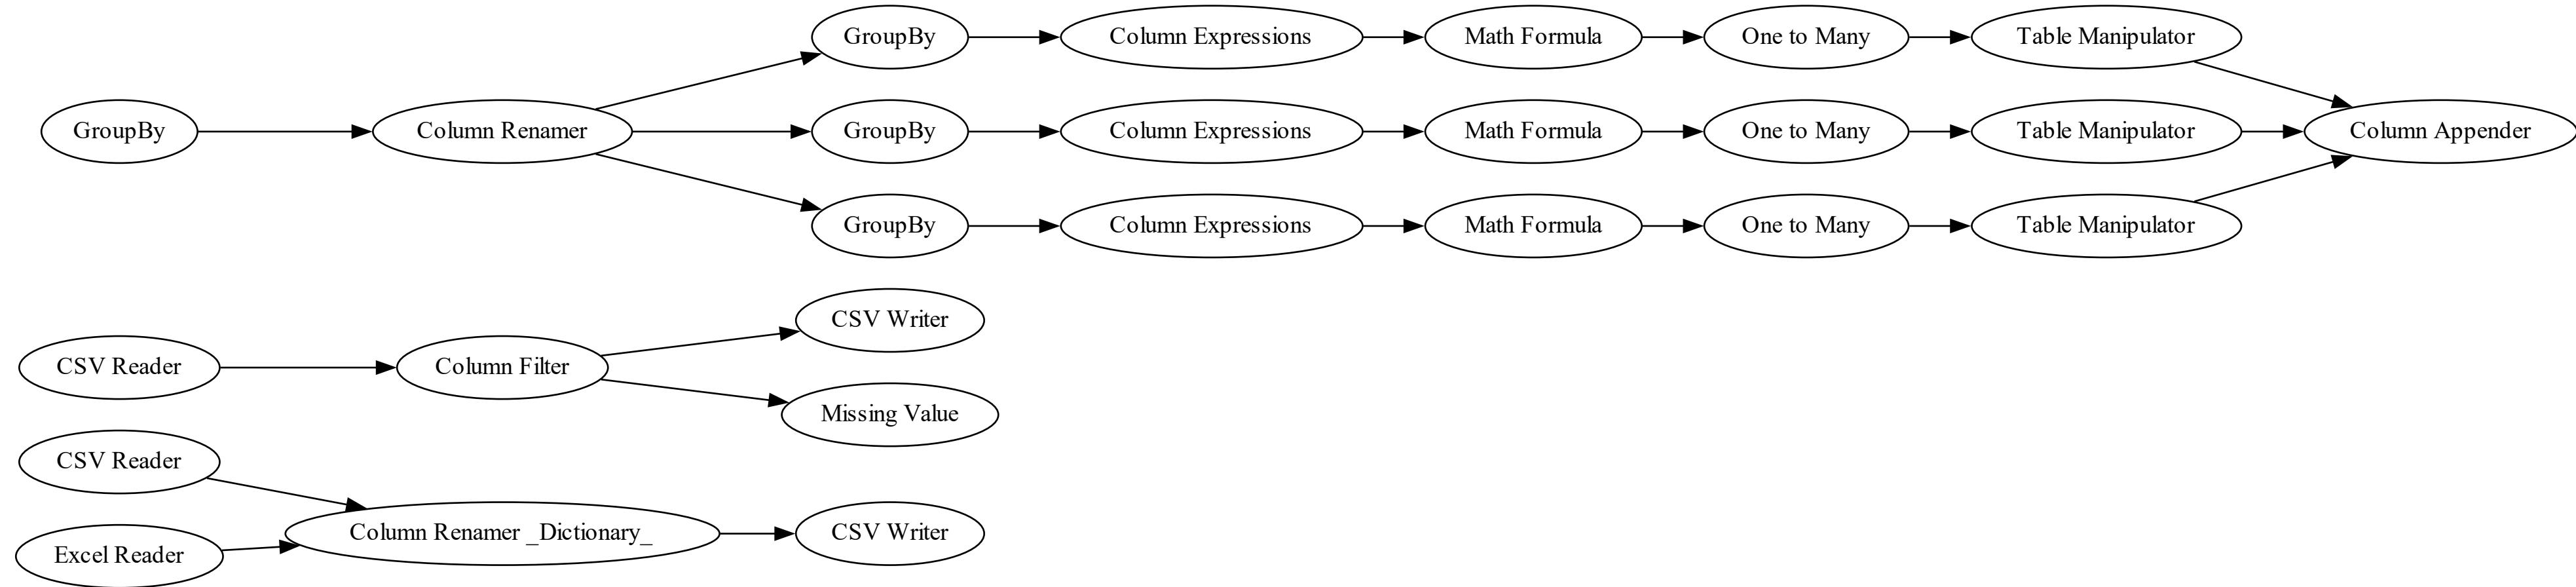 GroupBy
Column Expressions
Math Formula
One to Many
Table Manipulator
GroupBy
Column Renamer
GroupBy
Column Expressions
Math Formula
One to Many
Table Manipulator
Column Appender
GroupBy
Column Expressions
Math Formula
One to Many
Table Manipulator
CSV Writer
CSV Reader
Column Filter
Missing Value
CSV Reader
Column Renamer _Dictionary_
CSV Writer
Excel Reader